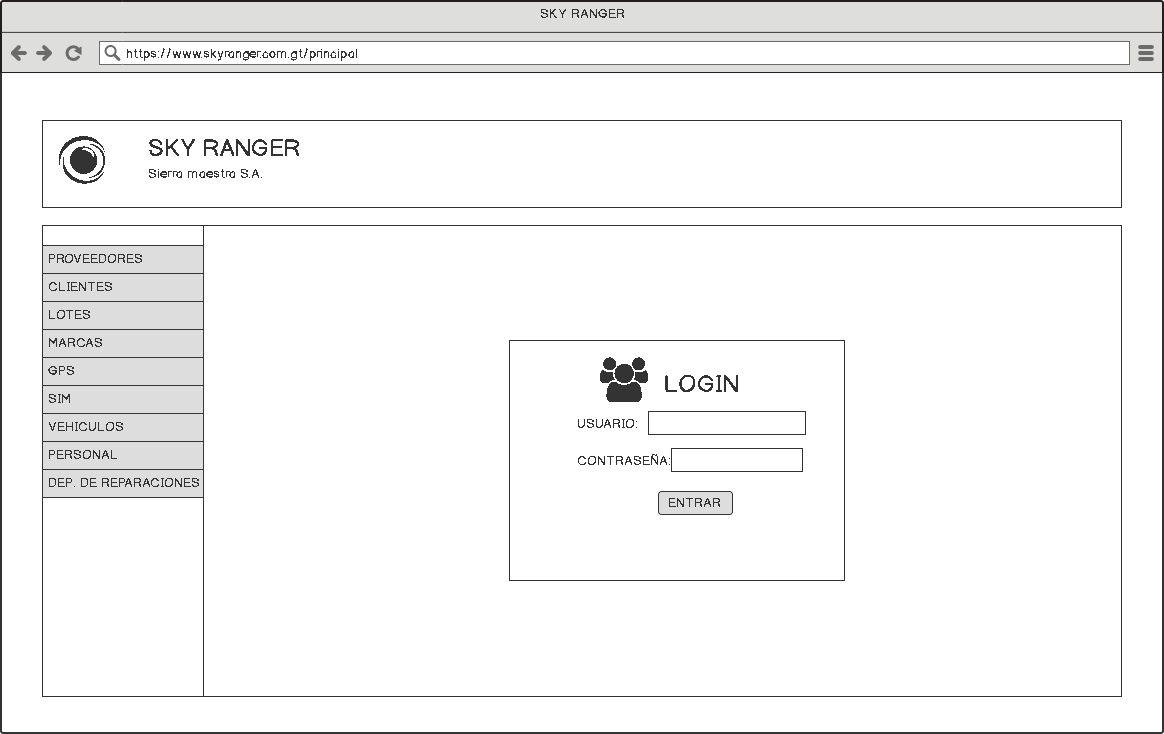 SKY RANGER
https://www.skyranger.com.gt/principal
SKY RANGER
Sierra maestra S.A.
PROVEEDORES
CLIENTES
LOTES
MARCAS
GPS
SIM
VEHICULOS
PERSONAL
DEP. DE REPARACIONES
LOGIN
USUARIO:
CONTRASEÑA:
ENTRAR